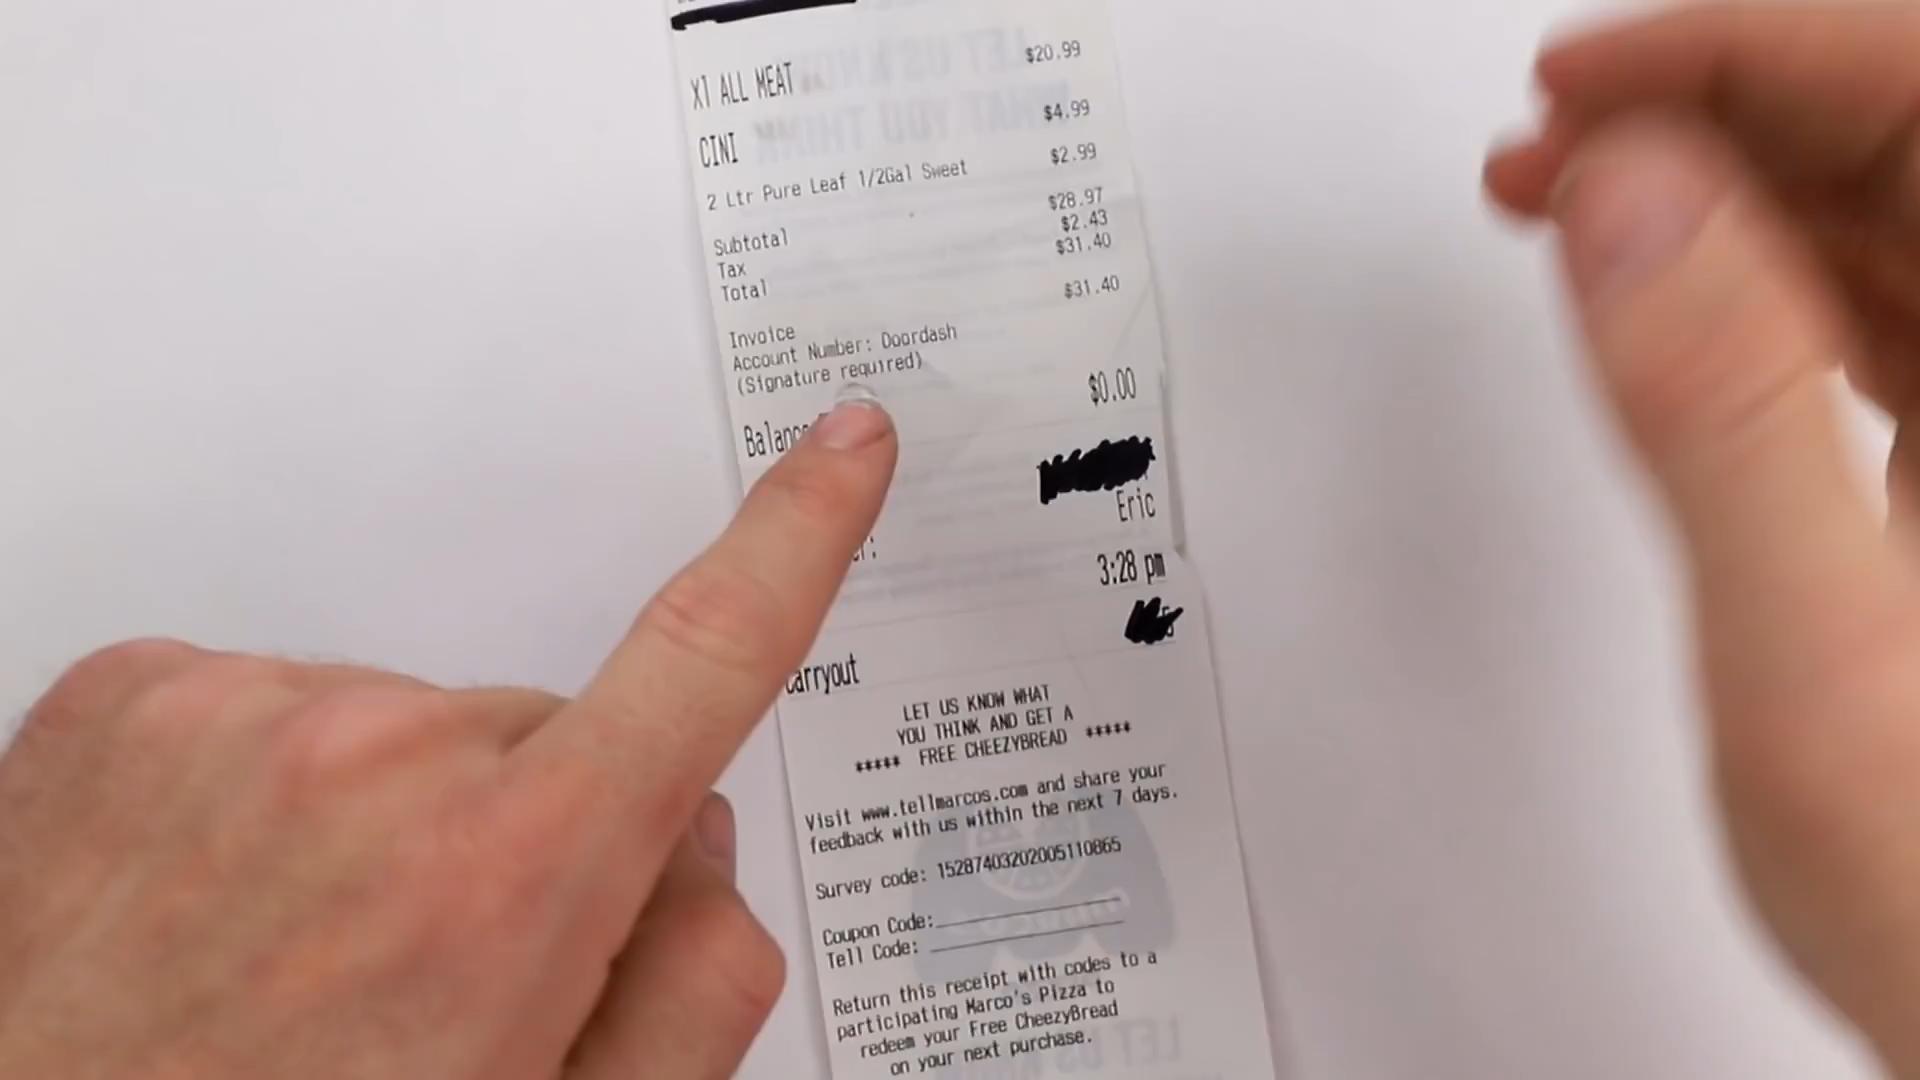 X1 ALL MEAT $20.99
CINI $4.99
2 Ltr Pure Leaf 1/2Gal Sweet $2.99
Subtotal $28.97
Tax $2.43
Total $31.40
Invoice $31.40
Account Number: Doordash
(Signature required)
Balance $0.00
Eric
3:28 pm
Carryout
LET US KNOW WHAT
YOU THINK AND GET A
***** FREE CHEEZYBREAD *****
Visit www.tellmarcos.com and share your
feedback with us within the next 7 days.
Survey code: 15287403202005110865
Coupon Code:
Tell Code:
Return this receipt with codes to a
participating Marco's Pizza to
redeem your Free CheezyBread
on your next purchase.